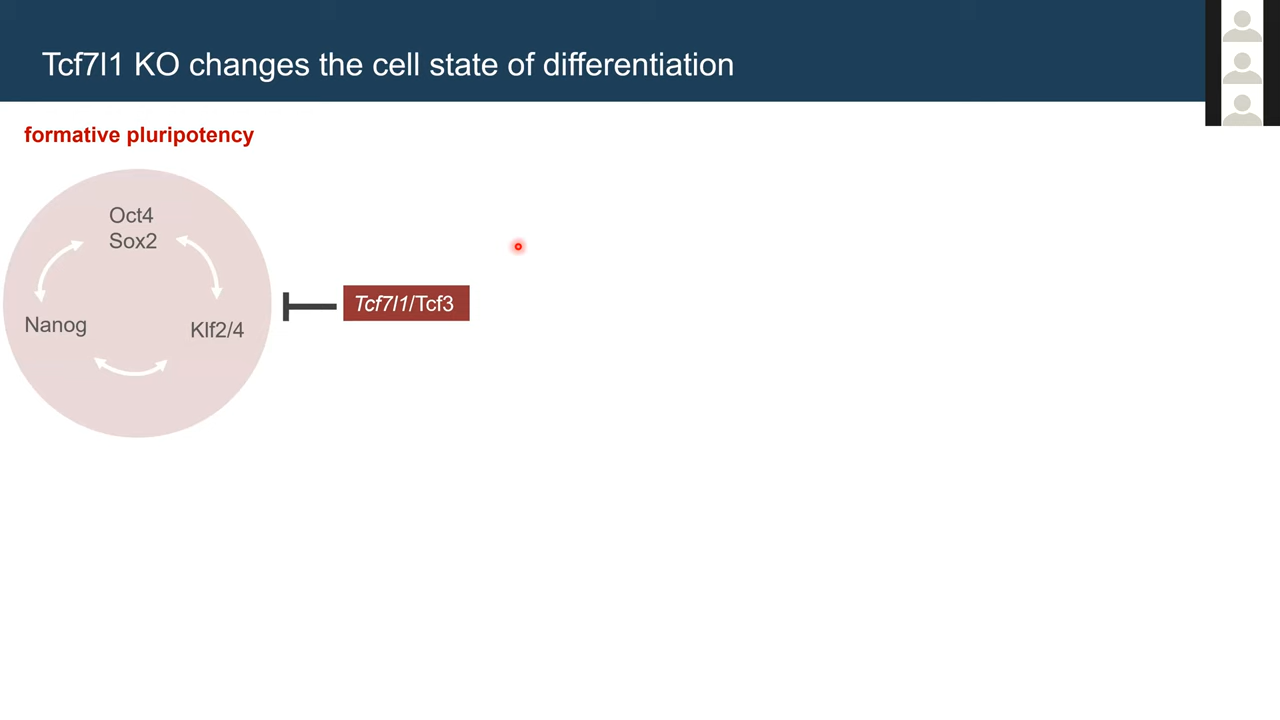 Tcf7l1 KO changes the cell state of differentiation
formative pluripotency
Oct4
Sox2
Nanog
Klf2/4
Tcf7l1/Tcf3